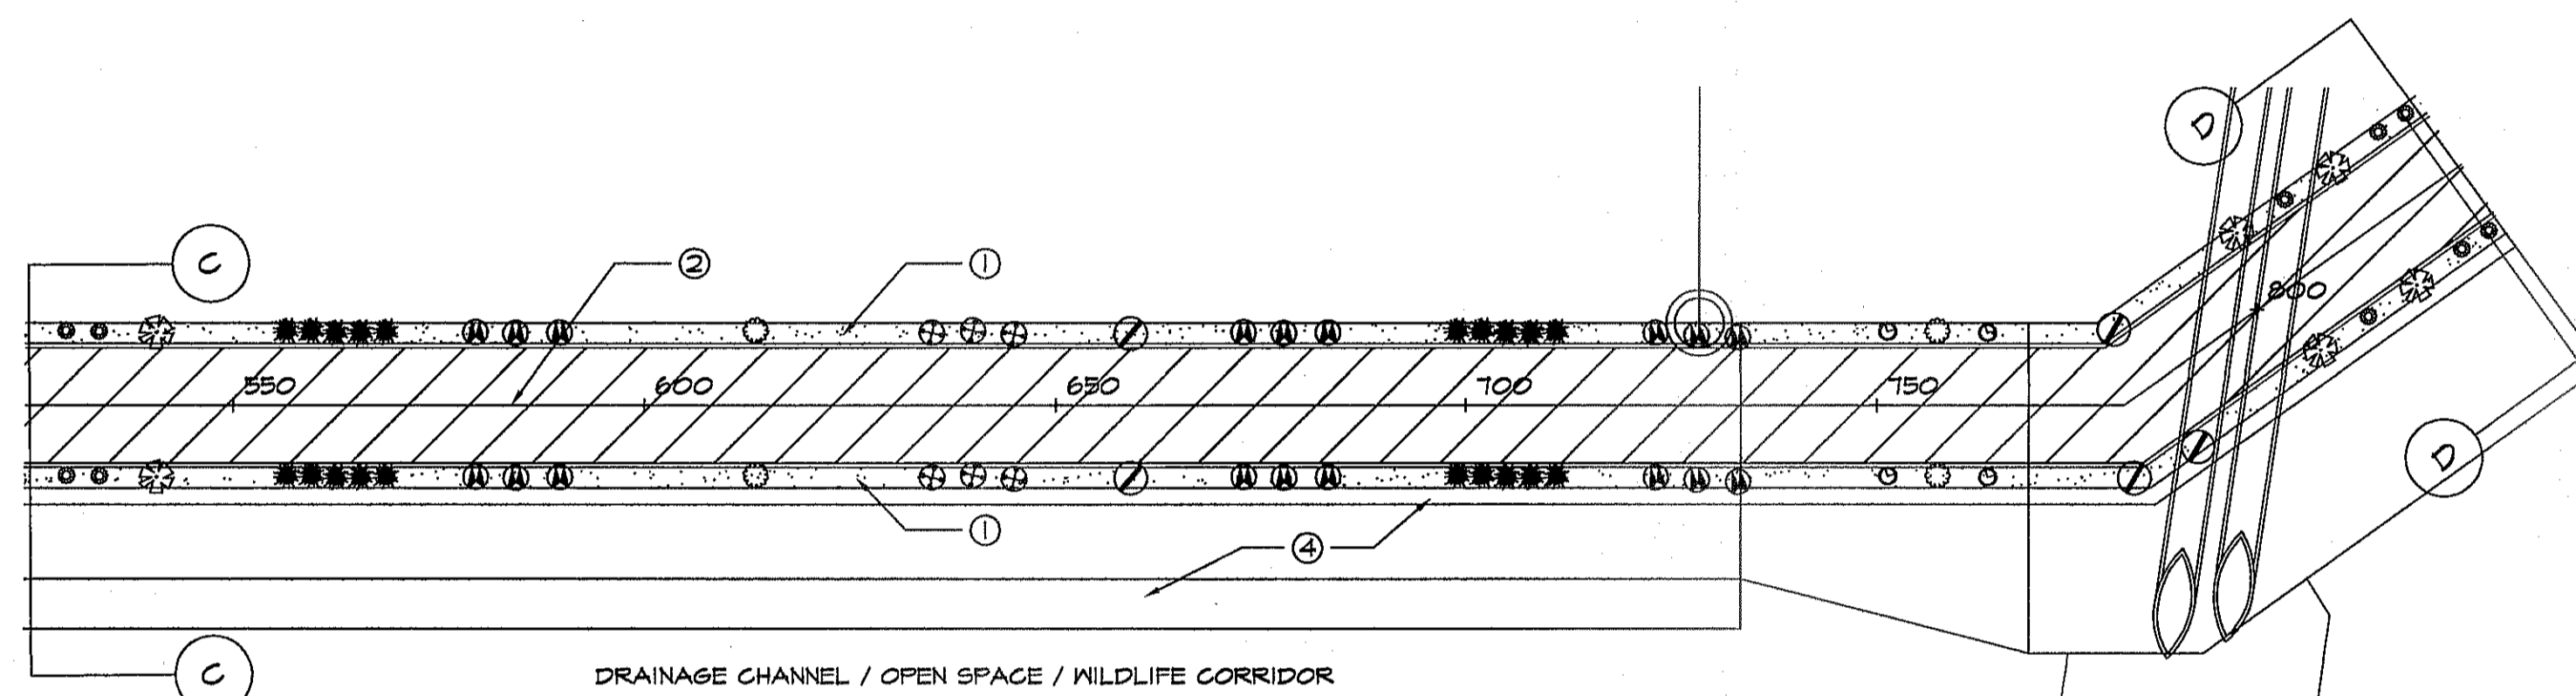 D
C
2
1
800
550
600
650
700
750
D
1
4
DRAINAGE CHANNEL / OPEN SPACE / WILDLIFE CORRIDOR
C